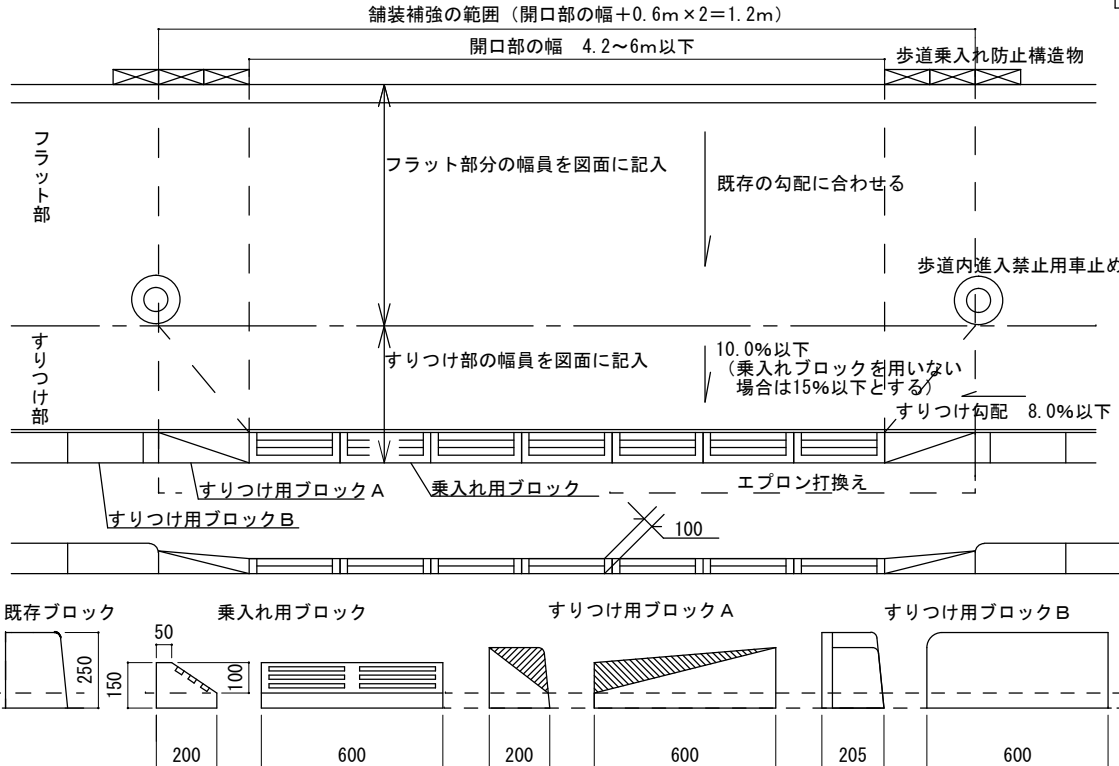 舗装補強の範囲（開口部の幅＋0.6m×2＝1.2m）
開口部の幅　4.2～6m以下
歩道乗入れ防止構造物
フラット部
フラット部分の幅員を図面に記入
既存の勾配に合わせる
歩道内進入禁止用車止め
すりつけ部
すりつけ部の幅員を図面に記入
10.0%以下
（乗入れブロックを用いない
場合は15%以下とする）
すりつけ勾配　8.0%以下
すりつけ用ブロックA
乗入れ用ブロック
エプロン打換え
すりつけ用ブロックB
100
既存ブロック
乗入れ用ブロック
すりつけ用ブロックA
すりつけ用ブロックB
250
50
150
100
200
600
200
600
205
600